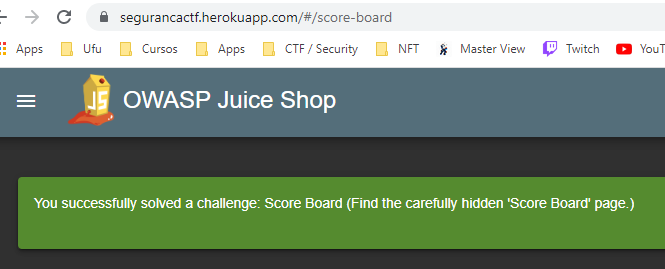 segurancactf.herokuapp.com/#/score-board
Apps Ufu Cursos Apps CTF / Security NFT Master View Twitch
JS OWASP Juice Shop
You successfully solved a challenge: Score Board (Find the carefully hidden 'Score Board' page.)